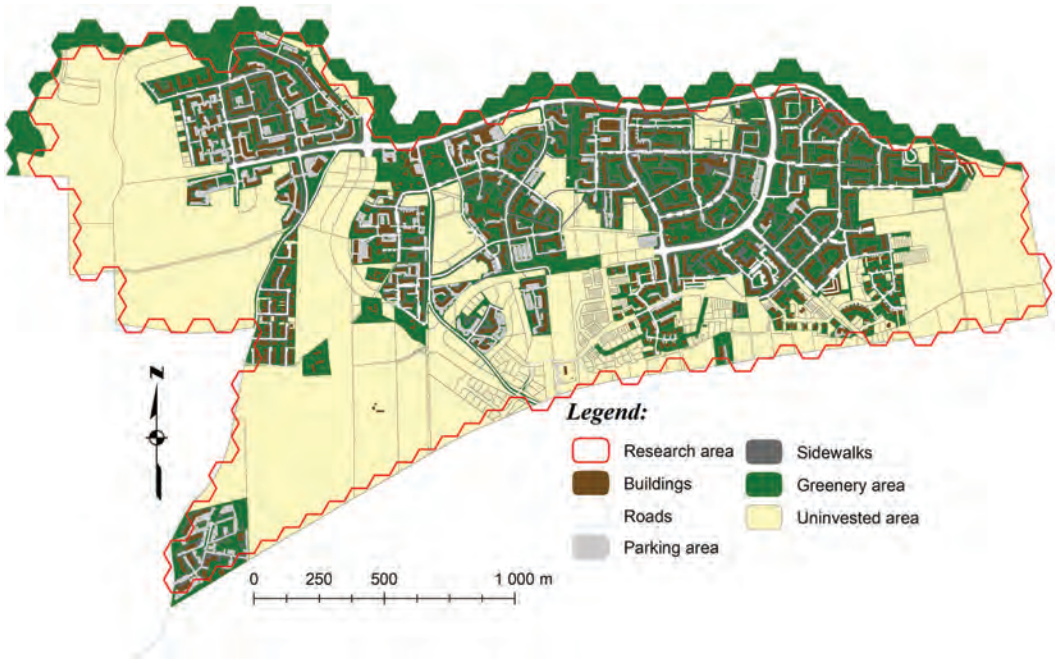 N
Legend:
Research area
Sidewalks
Buildings
Greenery area
Roads
Uninvested area
Parking area
0 250 500 1 000 m